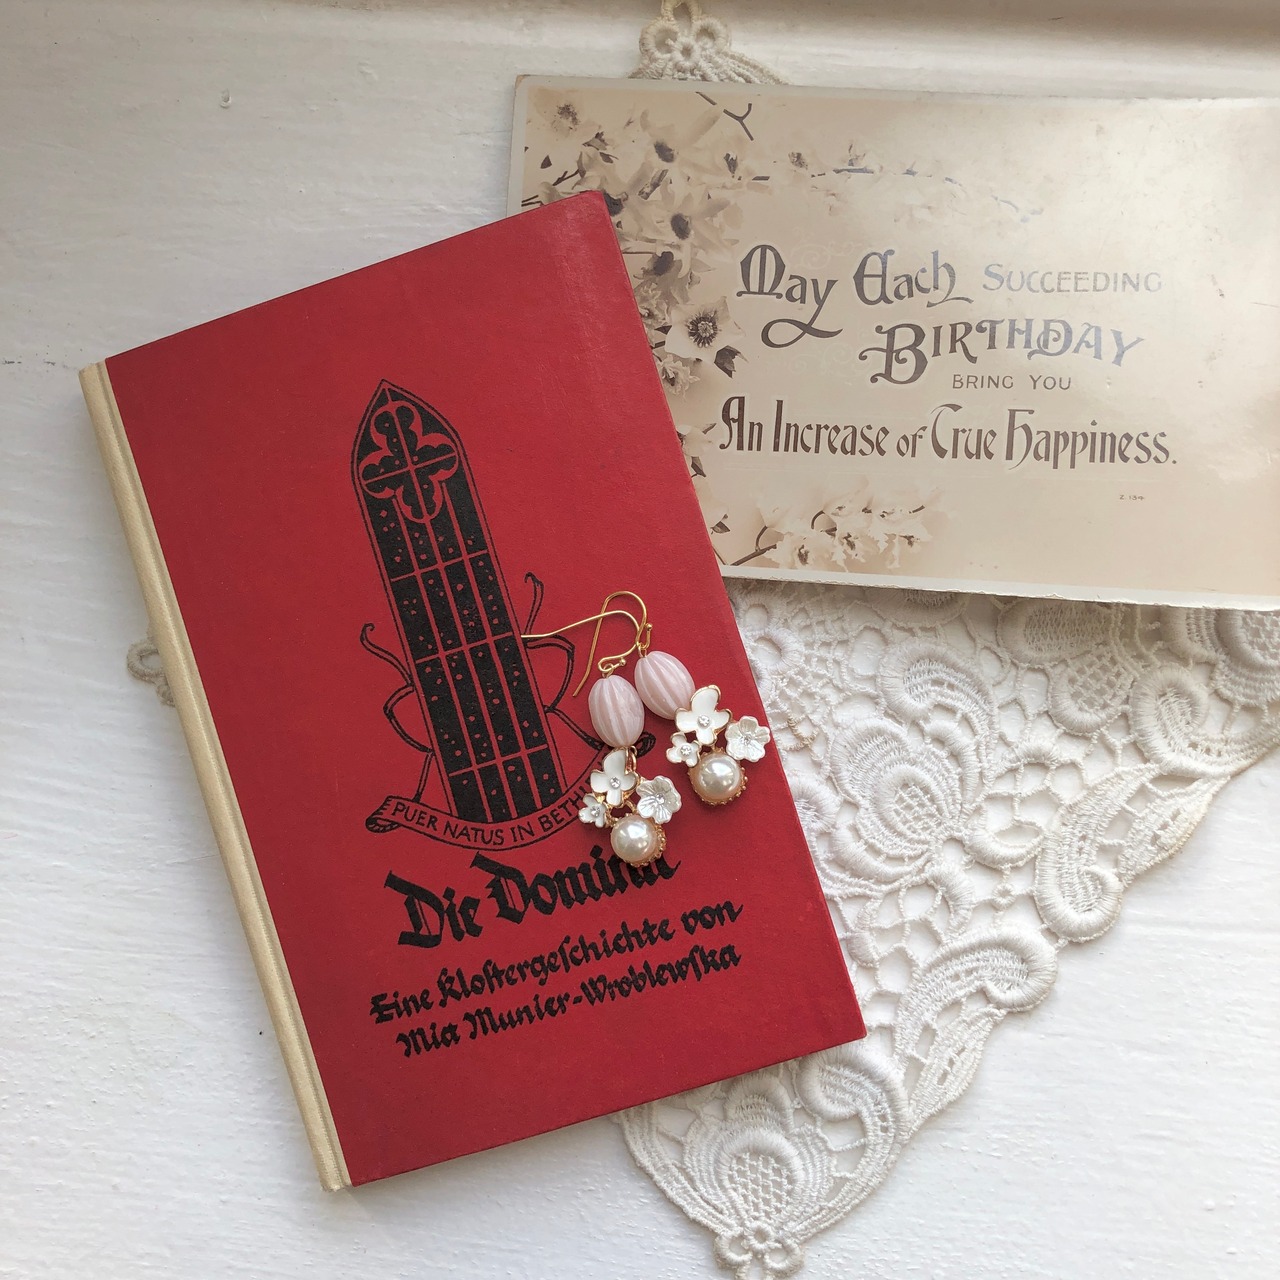 May Each SUCCEEDING
BIRTHDAY
BRING YOU
An Increase of True Happiness.
Z.134
PUER NATUS IN
Die
Eine Kloſtergeſchichte von
Mia Munier-Wroblewſka